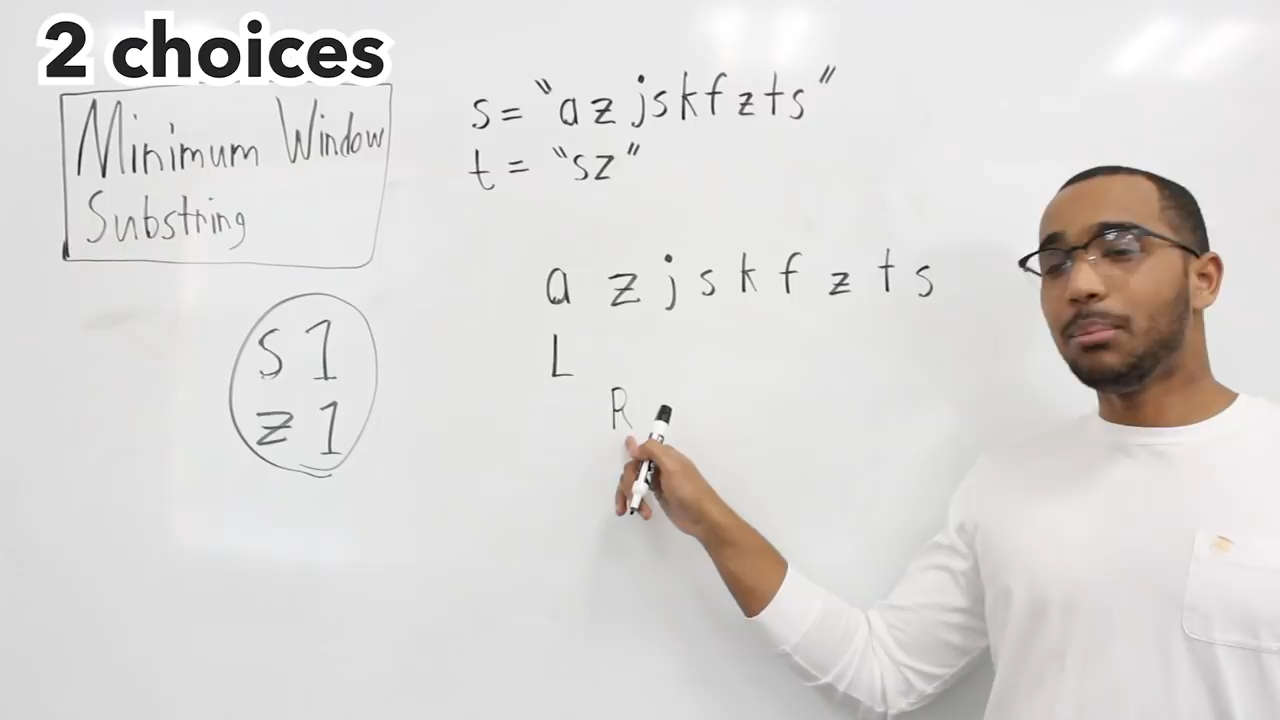 2 choices
Minimum Window
Substring
s = "azjskfzts"
t = "sz"
a z j s k f z t s
L
R
s 1
z 1